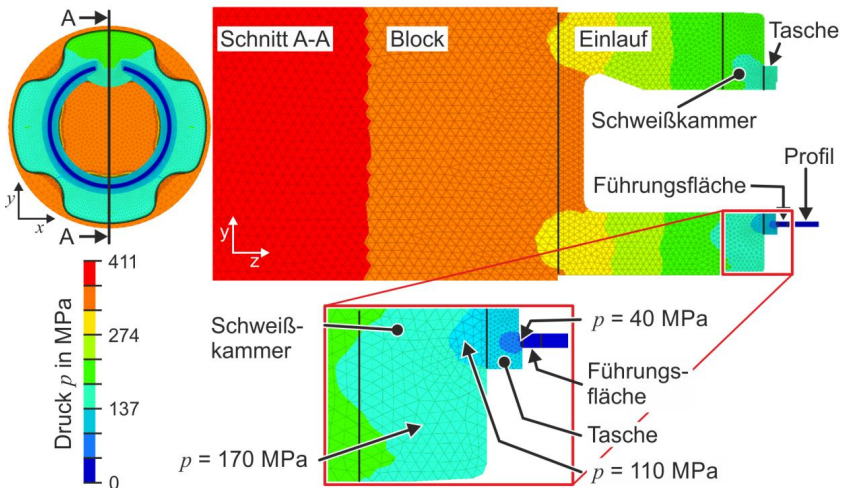 A
Schnitt A-A
Block
Einlauf
Tasche
Schweißkammer
Profil
Führungsfläche
y
x
A
y
z
411
274
137
0
Druck p in MPa
Schweiß-
kammer
p = 40 MPa
Führungs-
fläche
Tasche
p = 170 MPa
p = 110 MPa